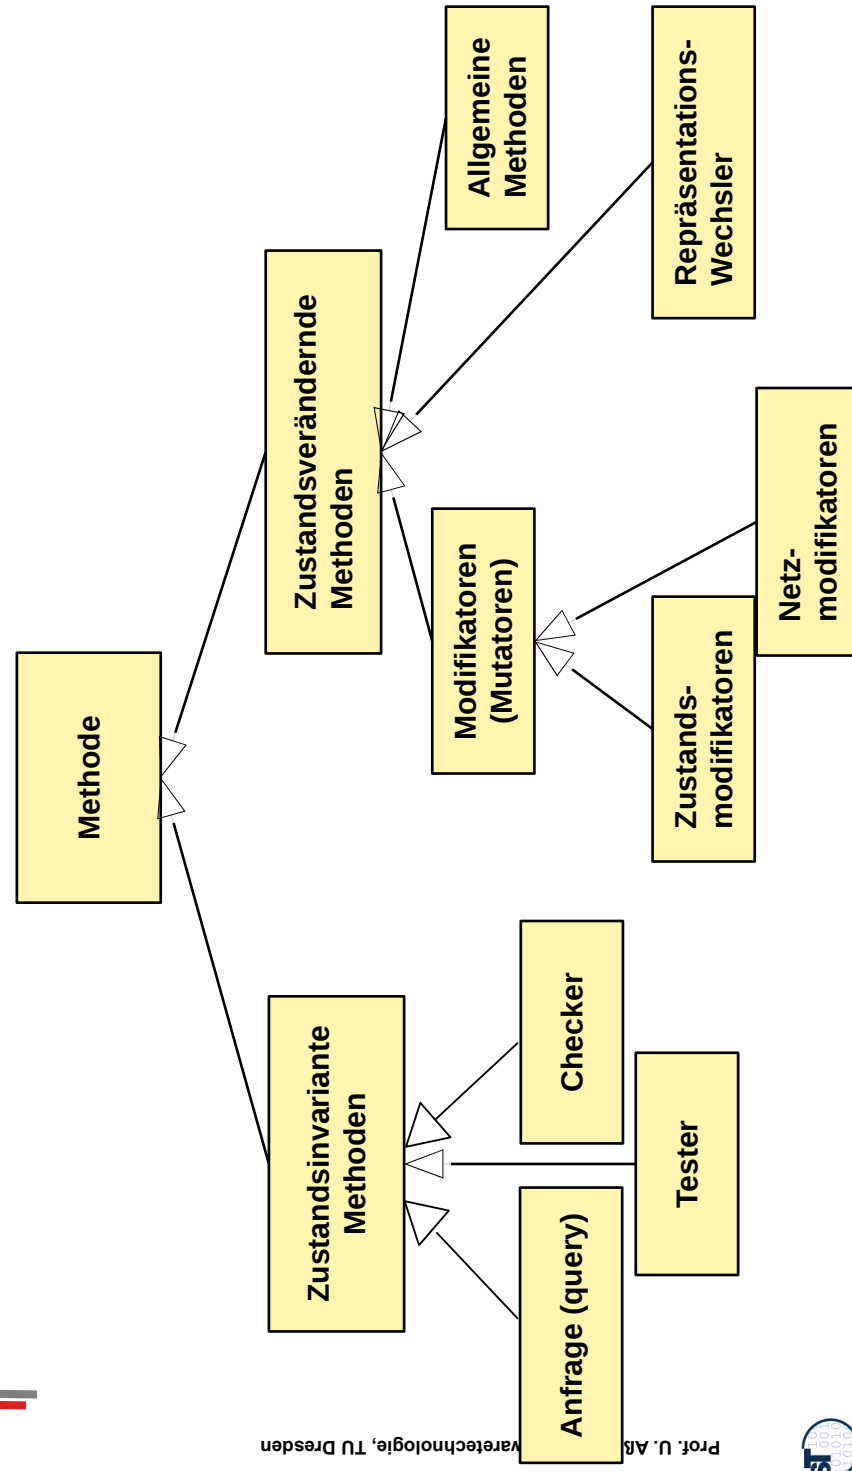 Methode
Zustandsinvariante
Methoden
Zustandsverändernde
Methoden
Anfrage (query)
Tester
Checker
Modifikatoren
(Mutatoren)
Allgemeine
Methoden
Zustands-
modifikatoren
Netz-
modifikatoren
Repräsentations-
Wechsler
Prof. U. Aß
waretechnologie, TU Dresden
ST